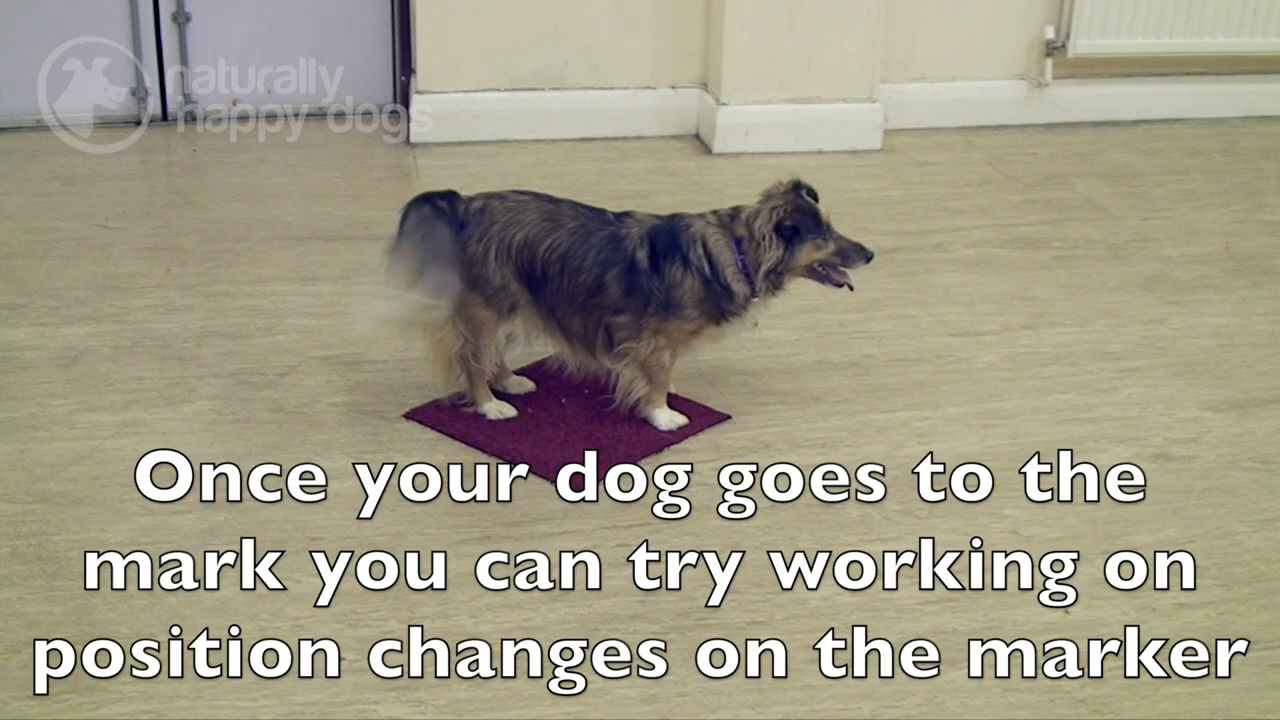 naturally
happy dogs
Once your dog goes to the
mark you can try working on
position changes on the marker